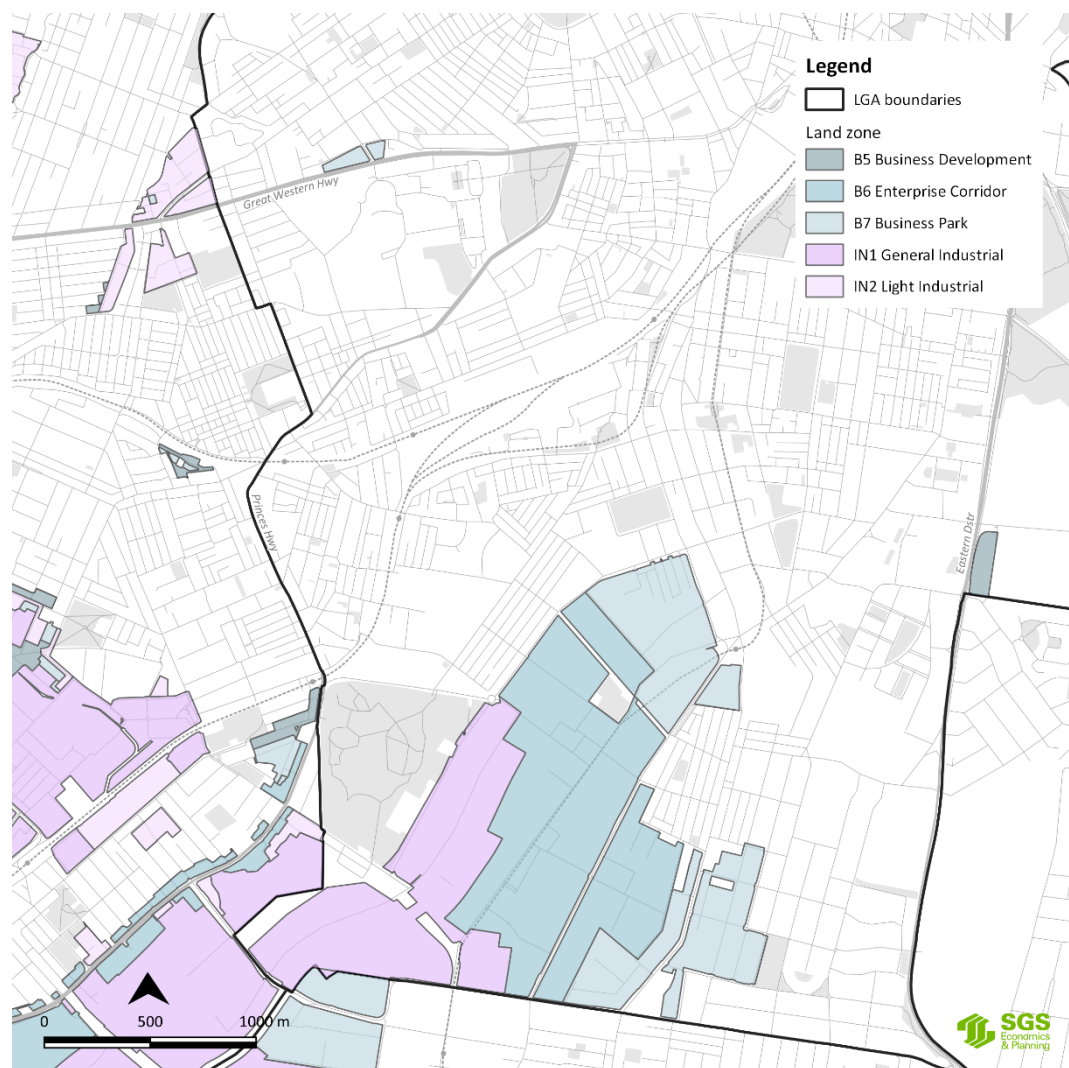 Legend
LGA boundaries
Land zone
B5 Business Development
B6 Enterprise Corridor
B7 Business Park
IN1 General Industrial
IN2 Light Industrial
Great Western Hwy
Princes Hwy
Eastern Dstr
0 500 1000 m
SGS
Economics
& Planning